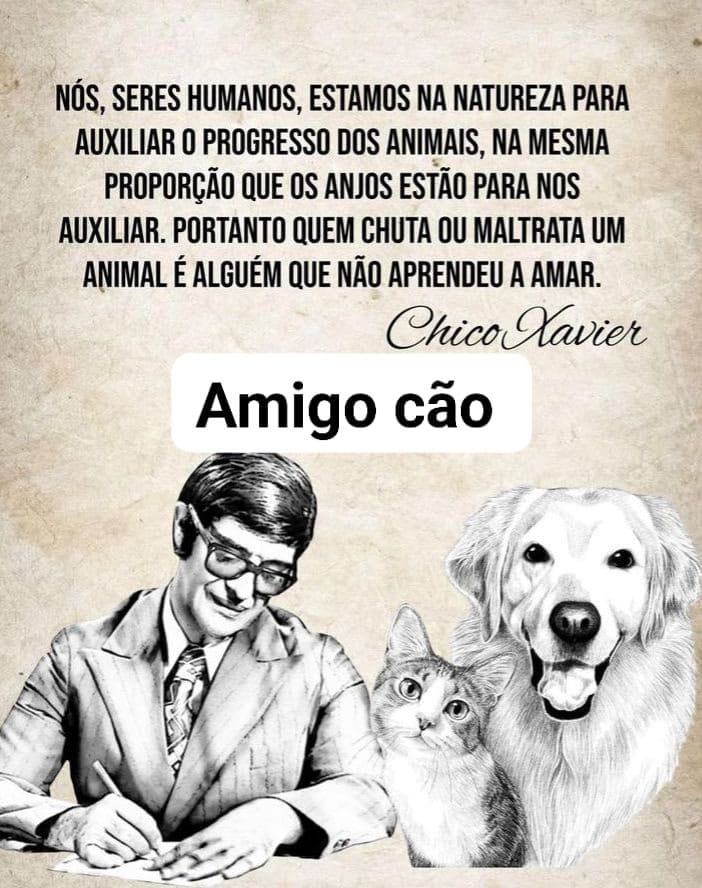 NÓS, SERES HUMANOS, ESTAMOS NA NATUREZA PARA
AUXILIAR O PROGRESSO DOS ANIMAIS, NA MESMA
PROPORÇÃO QUE OS ANJOS ESTÃO PARA NOS
AUXILIAR. PORTANTO QUEM CHUTA OU MALTRATA UM
ANIMAL É ALGUÉM QUE NÃO APRENDEU A AMAR.
Chico Xavier
Amigo cão